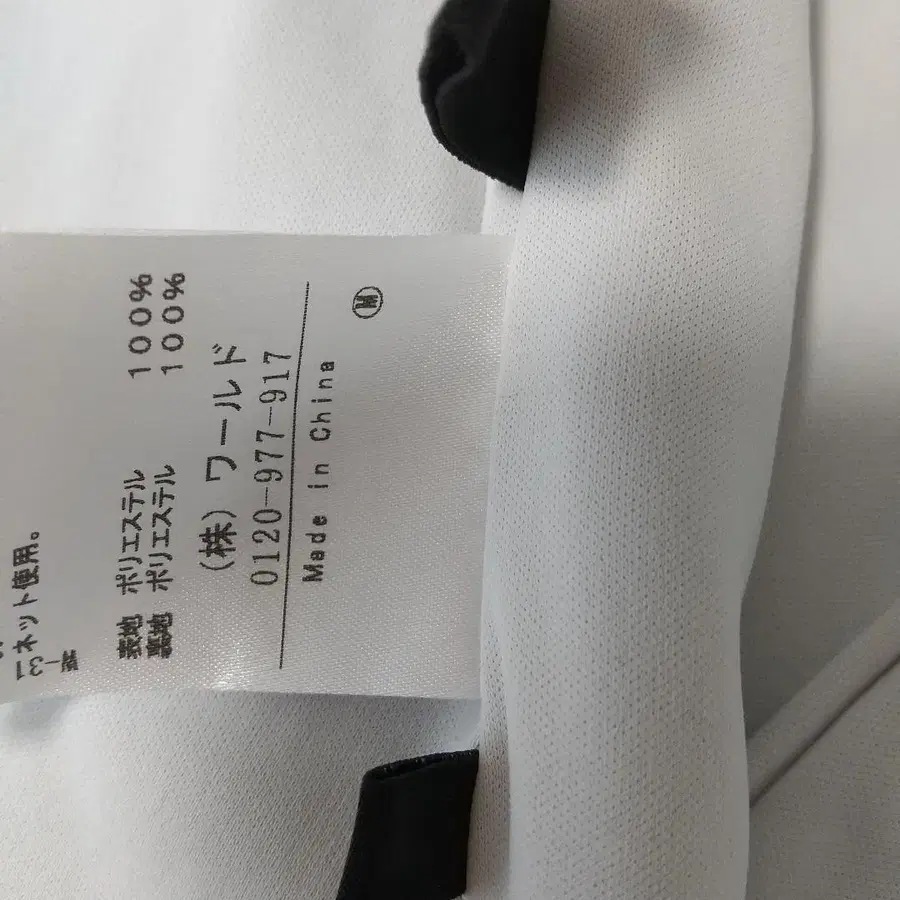 ネット使用。
表地 ポリエステル 100%
裏地 ポリエステル 100%
(株)ワールド
0120-977-917
Made in China
Ⓜ